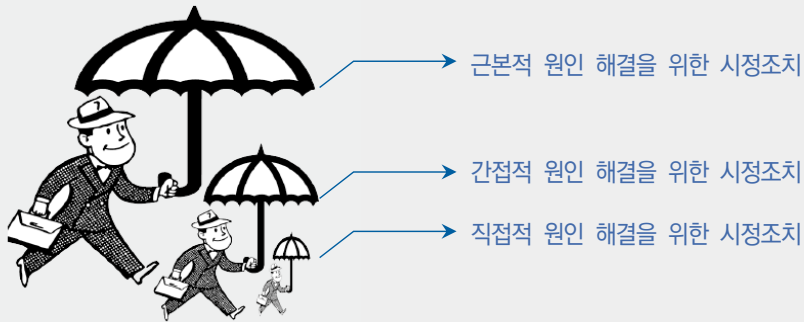 근본적 원인 해결을 위한 시정조치
간접적 원인 해결을 위한 시정조치
직접적 원인 해결을 위한 시정조치